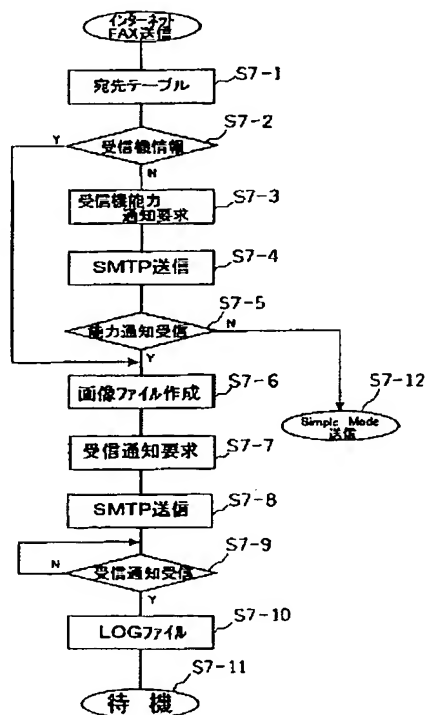 インターネット
FAX送信
宛先テーブル
S7-1
S7-2
Y
受信機情報
N
受信機能力
通知要求
S7-3
SMTP送信
S7-4
S7-5
能力通知受信
N
Y
画像ファイル作成
S7-6
S7-12
Simple Mode
送信
受信通知要求
S7-7
SMTP送信
S7-8
S7-9
N
受信通知受信
Y
LOGファイル
S7-10
S7-11
待機